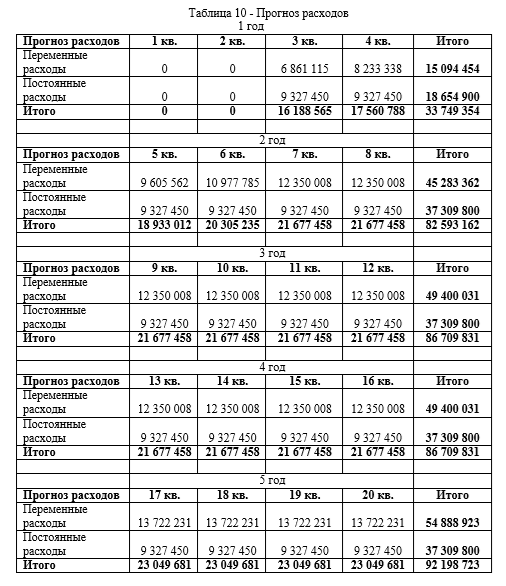 Таблица 10 - Прогноз расходов
1 год
Прогноз расходов 1 кв. 2 кв. 3 кв. 4 кв. Итого
Переменные
расходы 0 0 6 861 115 8 233 338 15 094 454
Постоянные
расходы 0 0 9 327 450 9 327 450 18 654 900
Итого 0 0 16 188 565 17 560 788 33 749 354
2 год
Прогноз расходов 5 кв. 6 кв. 7 кв. 8 кв. Итого
Переменные
расходы 9 605 562 10 977 785 12 350 008 12 350 008 45 283 362
Постоянные
расходы 9 327 450 9 327 450 9 327 450 9 327 450 37 309 800
Итого 18 933 012 20 305 235 21 677 458 21 677 458 82 593 162
3 год
Прогноз расходов 9 кв. 10 кв. 11 кв. 12 кв. Итого
Переменные
расходы 12 350 008 12 350 008 12 350 008 12 350 008 49 400 031
Постоянные
расходы 9 327 450 9 327 450 9 327 450 9 327 450 37 309 800
Итого 21 677 458 21 677 458 21 677 458 21 677 458 86 709 831
4 год
Прогноз расходов 13 кв. 14 кв. 15 кв. 16 кв. Итого
Переменные
расходы 12 350 008 12 350 008 12 350 008 12 350 008 49 400 031
Постоянные
расходы 9 327 450 9 327 450 9 327 450 9 327 450 37 309 800
Итого 21 677 458 21 677 458 21 677 458 21 677 458 86 709 831
5 год
Прогноз расходов 17 кв. 18 кв. 19 кв. 20 кв. Итого
Переменные
расходы 13 722 231 13 722 231 13 722 231 13 722 231 54 888 923
Постоянные
расходы 9 327 450 9 327 450 9 327 450 9 327 450 37 309 800
Итого 23 049 681 23 049 681 23 049 681 23 049 681 92 198 723